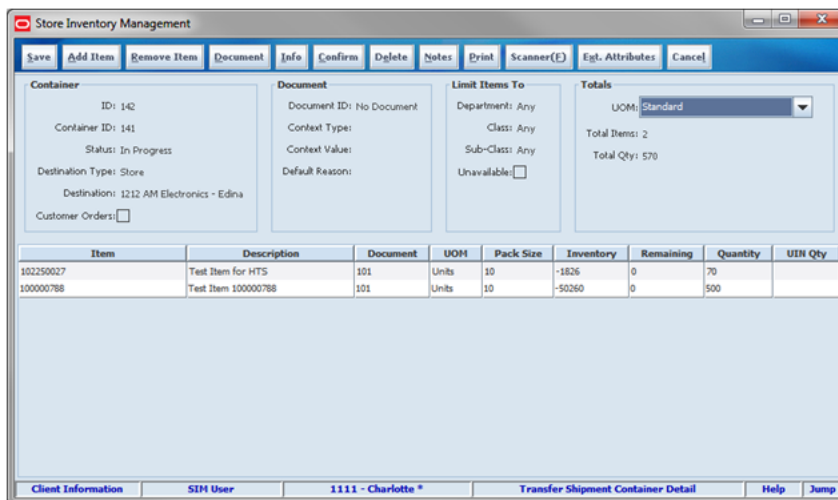 Store Inventory Management
Save Add Item Remove Item Document Info Confirm Delete Notes Print Scanner(F) Ext. Attributes Cancel
Container
ID: 142
Container ID: 141
Status: In Progress
Destination Type: Store
Destination: 1212 AM Electronics - Edina
Customer Orders:
Document
Document ID: No Document
Context Type:
Context Value:
Default Reason:
Limit Items To
Department: Any
Class: Any
Sub-Class: Any
Unavailable:
Totals
UOM: Standard
Total Items: 2
Total Qty: 570
Item Description Document UOM Pack Size Inventory Remaining Quantity UIN Qty
102250027 Test Item for HTS 101 Units 10 -1826 0 70
100000788 Test Item 100000788 101 Units 10 -50260 0 500
Client Information SIM User 1111 - Charlotte * Transfer Shipment Container Detail Help Jump